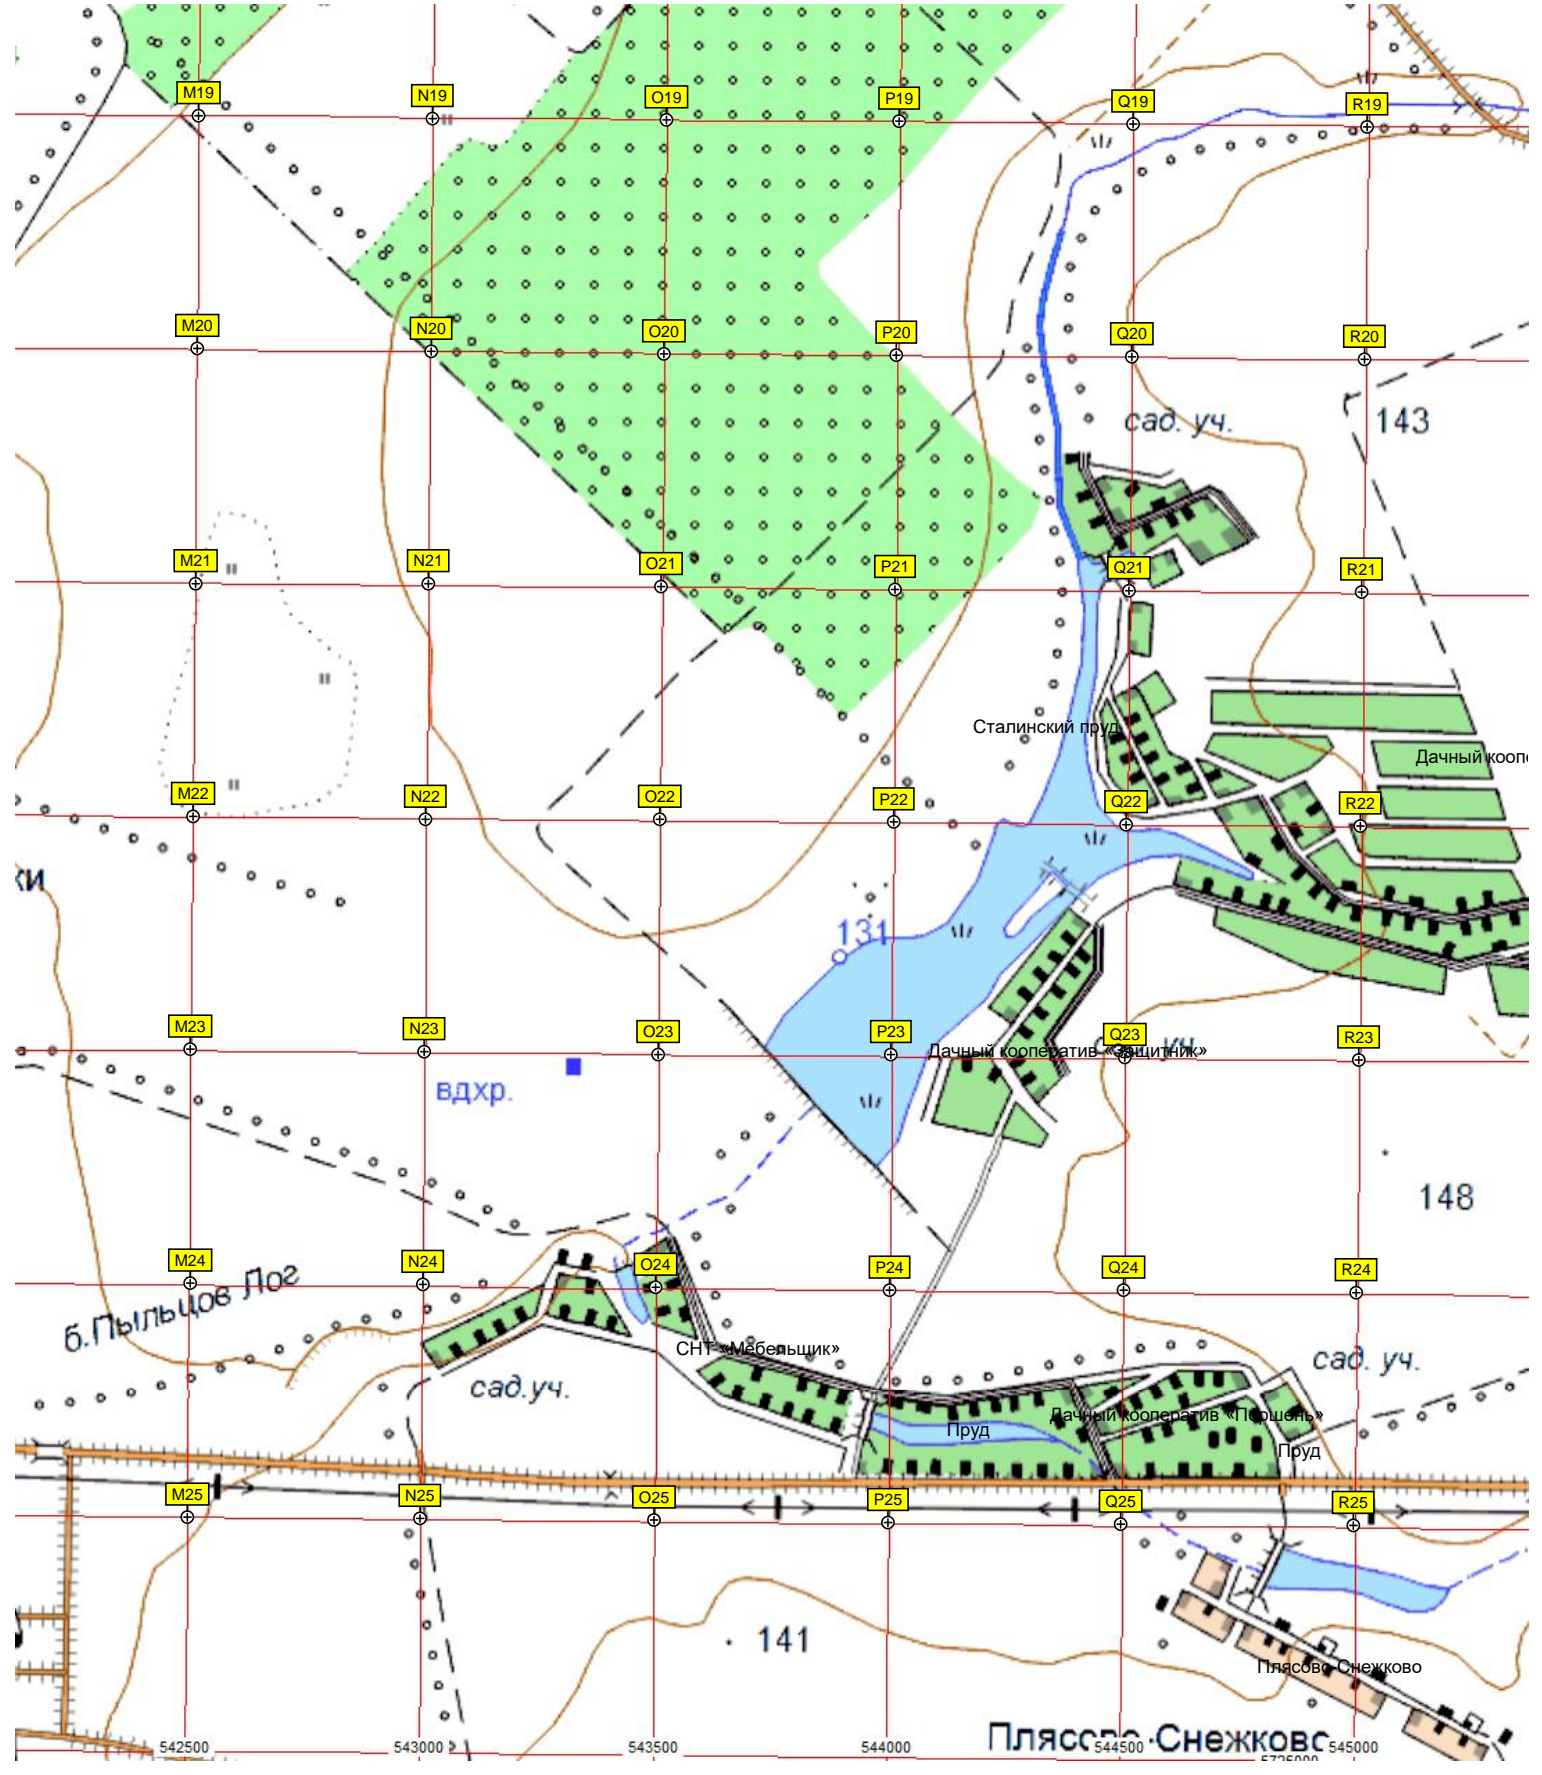 M19 N19 O19 P19 Q19 R19
M20 N20 O20 P20 Q20 R20
сад. уч. 143
M21 N21 O21 P21 Q21 R21
Сталинский пруд
Дачный кооп
M22 N22 O22 P22 Q22 R22
ки
131
M23 N23 O23 P23 Q23 R23
Дачный кооператив «Защитник»
уч.
вдхр.
148
M24 N24 O24 P24 Q24 R24
б.Пыльцов Лог
СНТ «Мебельщик»
сад. уч.
сад.уч.
Дачный кооператив «Поршень»
Пруд
Пруд
M25 N25 O25 P25 Q25 R25
141
Плясово-Снежково
Плясово-Снежково
542500 543000 543500 544000 544500 545000